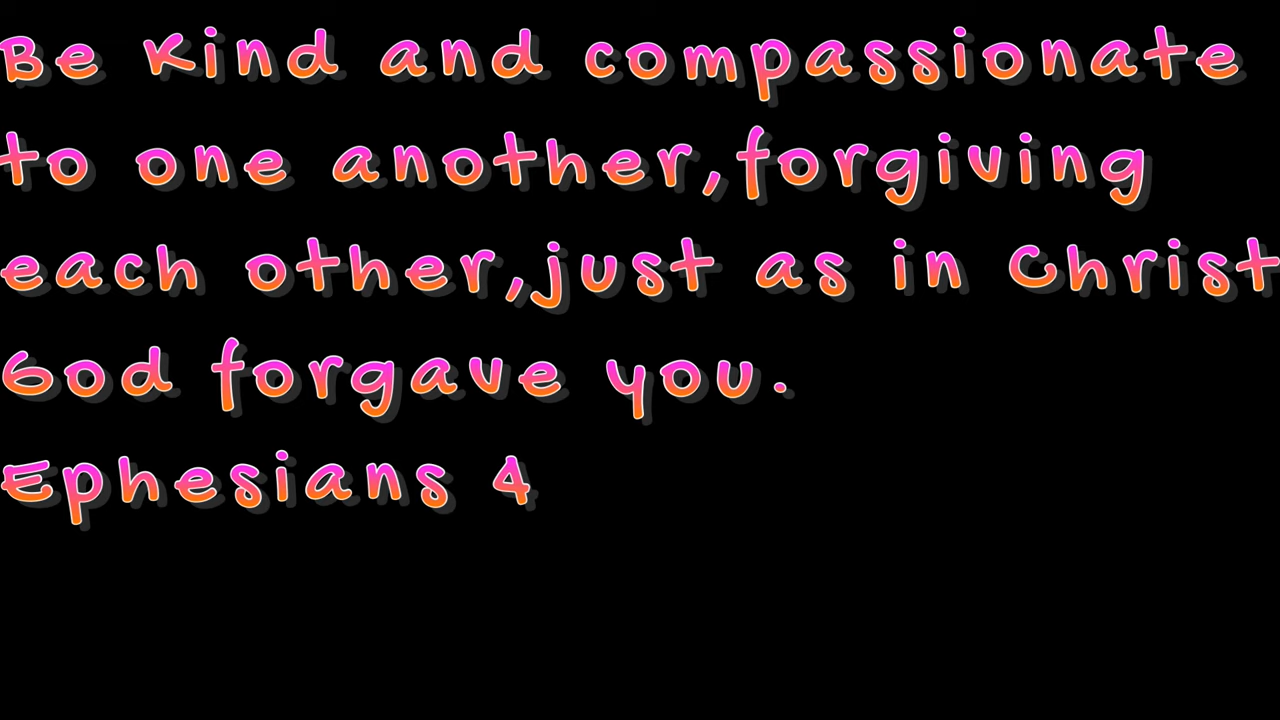 Be Kind and compassionate
to one another,forgiving
each other,just as in Christ
God forgave you.
Ephesians 4